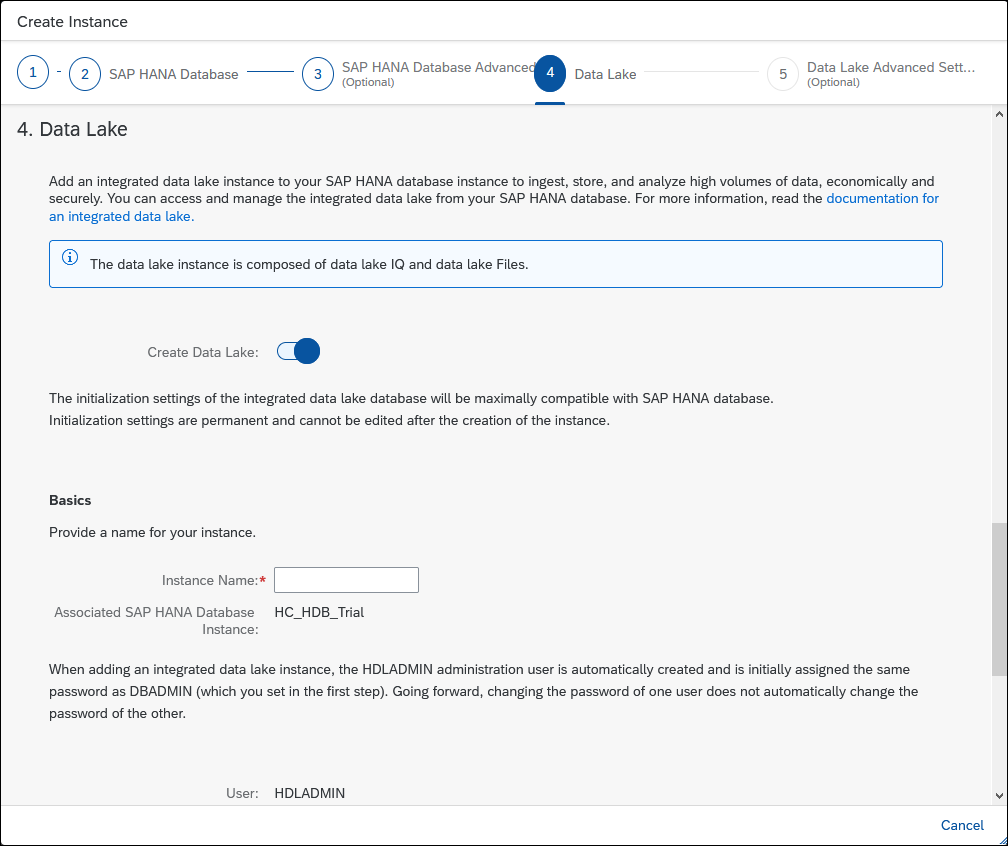 Create Instance
1 - 2 SAP HANA Database 3 SAP HANA Database Advanced 4 Data Lake 5 Data Lake Advanced Sett...
(Optional) (Optional)
4. Data Lake
Add an integrated data lake instance to your SAP HANA database instance to ingest, store, and analyze high volumes of data, economically and
securely. You can access and manage the integrated data lake from your SAP HANA database. For more information, read the documentation for
an integrated data lake.
The data lake instance is composed of data lake IQ and data lake Files.
Create Data Lake:
The initialization settings of the integrated data lake database will be maximally compatible with SAP HANA database.
Initialization settings are permanent and cannot be edited after the creation of the instance.
Basics
Provide a name for your instance.
Instance Name:*
Associated SAP HANA Database HC_HDB_Trial
Instance:
When adding an integrated data lake instance, the HDLADMIN administration user is automatically created and is initially assigned the same
password as DBADMIN (which you set in the first step). Going forward, changing the password of one user does not automatically change the
password of the other.
User: HDLADMIN
Cancel